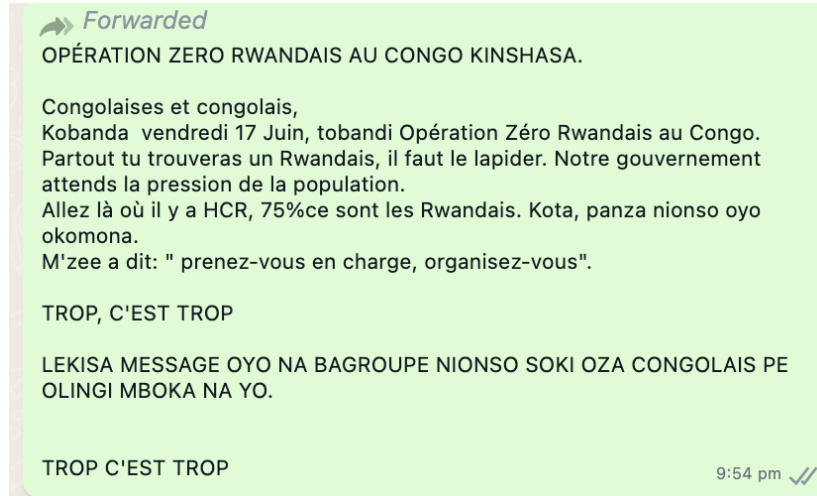 Forwarded
OPÉRATION ZERO RWANDAIS AU CONGO KINSHASA.
Congolaises et congolais,
Kobanda  vendredi 17 Juin, tobandi Opération Zéro Rwandais au Congo.
Partout tu trouveras un Rwandais, il faut le lapider. Notre gouvernement
attends la pression de la population.
Allez là où il y a HCR, 75%ce sont les Rwandais. Kota, panza nionso oyo
okomona.
M'zee a dit: " prenez-vous en charge, organisez-vous".
TROP, C'EST TROP
LEKISA MESSAGE OYO NA BAGROUPE NIONSO SOKI OZA CONGOLAIS PE
OLINGI MBOKA NA YO.
TROP C'EST TROP
9:54 pm